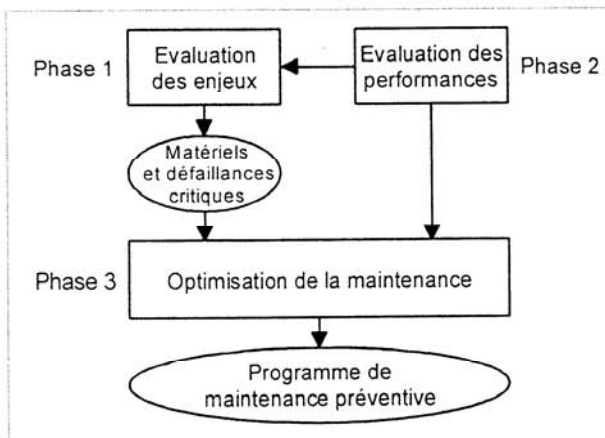 Phase 1
Evaluation
des enjeux
Evaluation des
performances
Phase 2
Matériels
et défaillances
critiques
Phase 3
Optimisation de la maintenance
Programme de
maintenance préventive